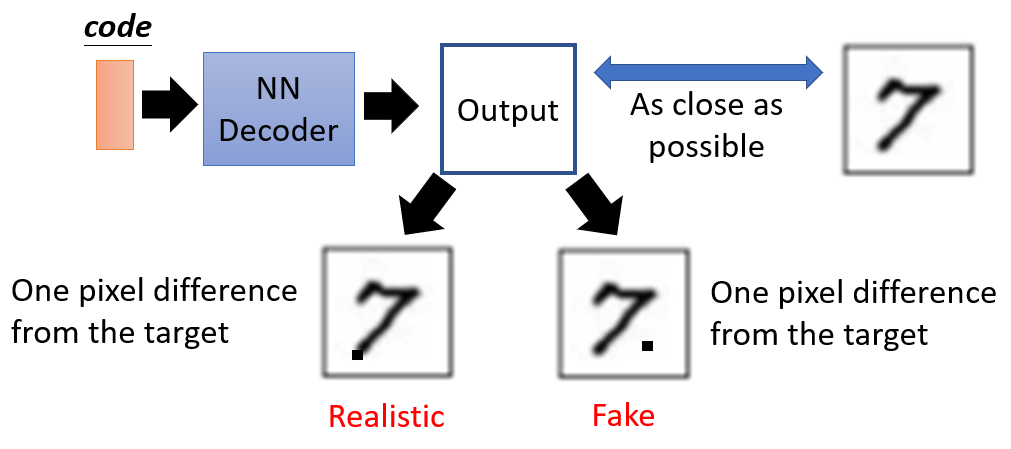 code
NN
Decoder
Output
As close as
possible
One pixel difference
from the target
One pixel difference
from the target
Realistic
Fake